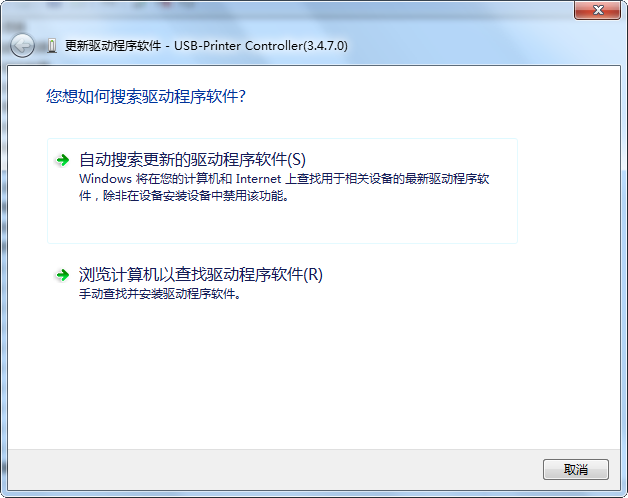 更新驱动程序软件 - USB-Printer Controller(3.4.7.0)
您想如何搜索驱动程序软件?
自动搜索更新的驱动程序软件(S)
Windows 将在您的计算机和 Internet 上查找用于相关设备的最新驱动程序软
件，除非在设备安装设备中禁用该功能。
浏览计算机以查找驱动程序软件(R)
手动查找并安装驱动程序软件。
取消